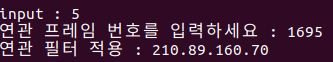 input : 5
연관 프레임 번호를 입력하세요 : 1695
연관 필터 적용 : 210.89.160.70